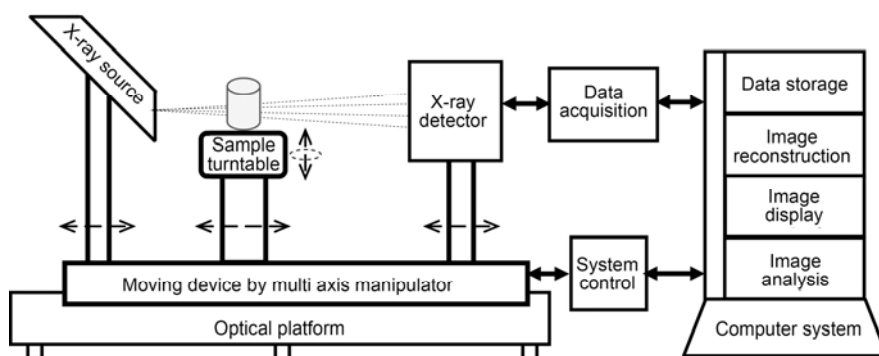 X-ray source
Sample
turntable
X-ray
detector
Data
acquisition
Data storage
Image
reconstruction
Image
display
Image
analysis
System
control
Moving device by multi axis manipulator
Optical platform
Computer system